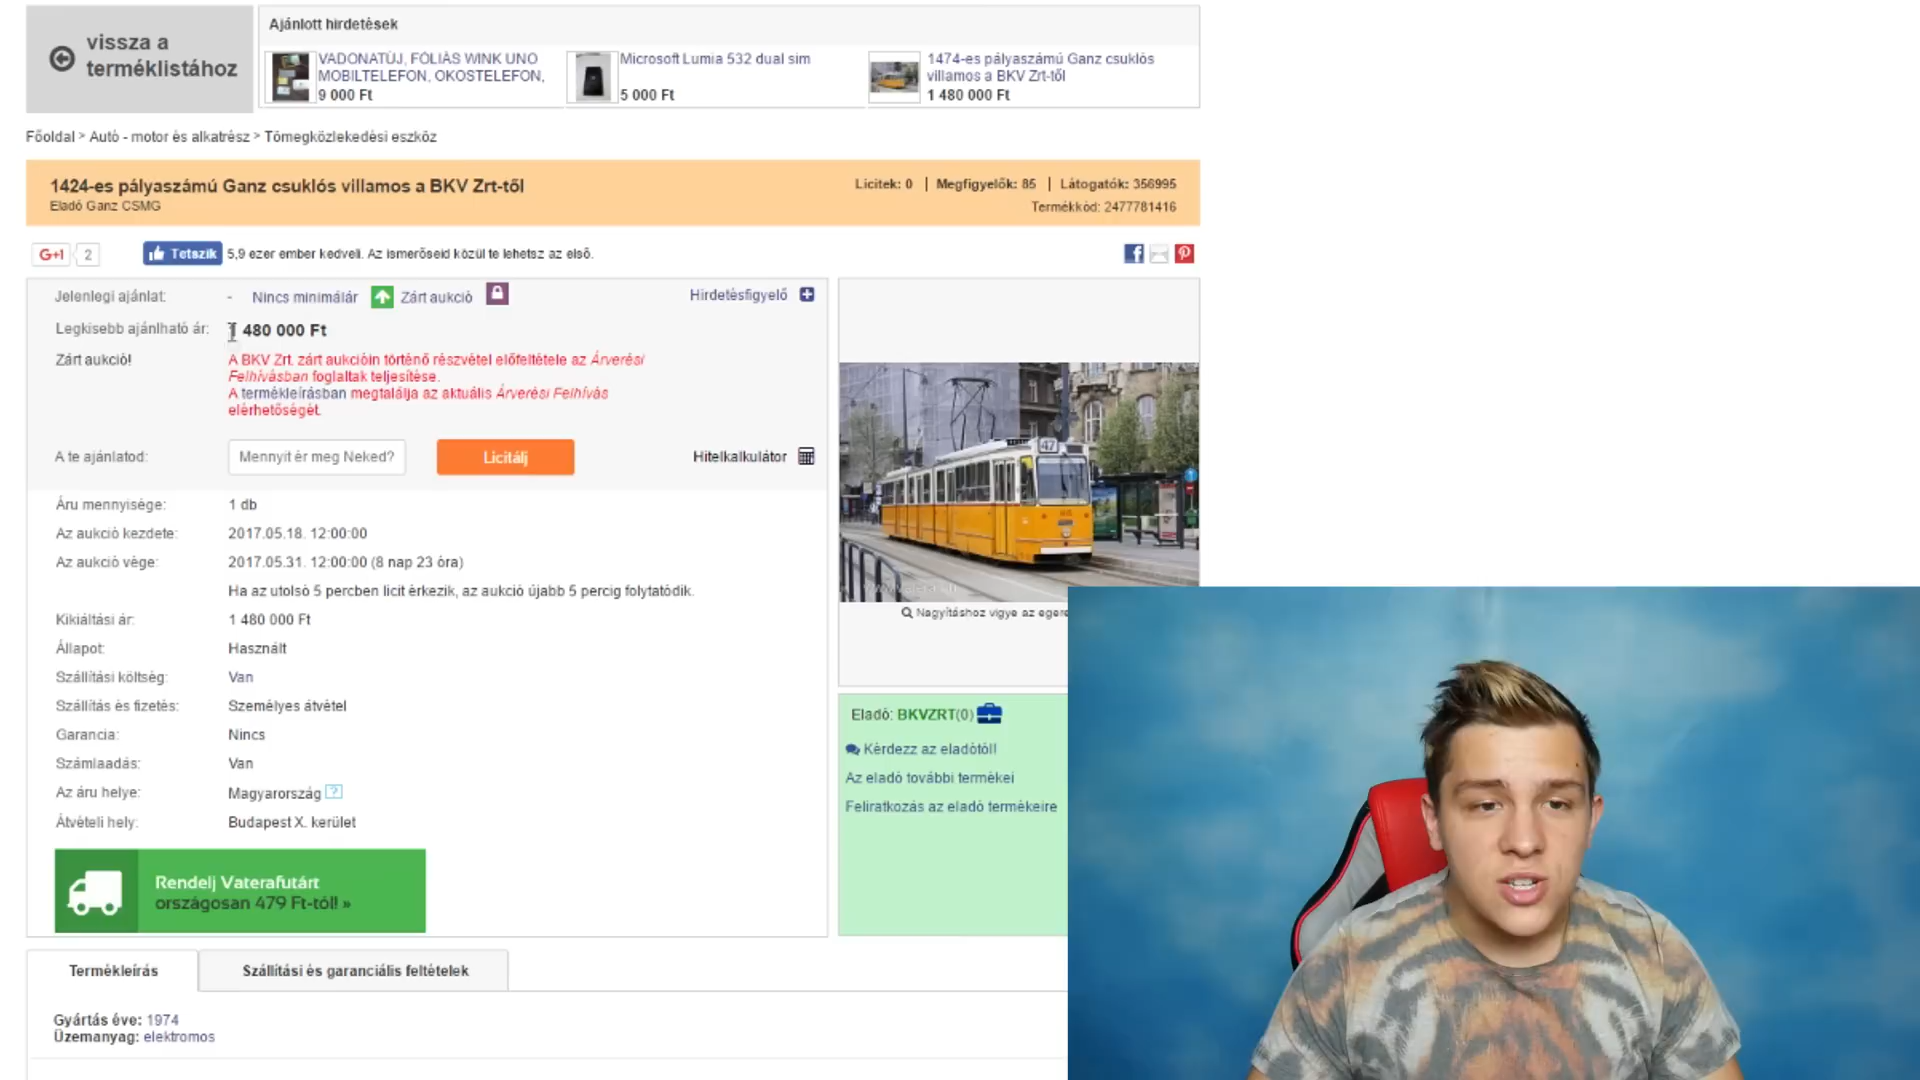 vissza a
terméklistához
Ajánlott hirdetések
VADONATÚJ, FÓLIÁS WINK UNO
MOBILTELEFON, OKOSTELEFON,
9 000 Ft
Microsoft Lumia 532 dual sim
5 000 Ft
1474-es pályaszámú Ganz csuklós
villamos a BKV Zrt-től
1 480 000 Ft
Főoldal > Autó - motor és alkatrész > Tömegközlekedési eszköz
1424-es pályaszámú Ganz csuklós villamos a BKV Zrt-től
Eladó Ganz CSMG
Licitek: 0 | Megfigyelők: 85 | Látogatók: 356995
Termékkód: 2477781416
G+1 2
Tetszik 5,9 ezer ember kedveli. Az ismerőseid közül te lehetsz az első.
Jelenlegi ajánlat: - Nincs minimálár Zárt aukció
Hirdetésfigyelő
Legkisebb ajánlható ár: 1 480 000 Ft
Zárt aukció! A BKV Zrt. zárt aukcióin történő részvétel előfeltétele az Árverési
Felhívásban foglaltak teljesítése.
A termékleírásban megtalálja az aktuális Árverési Felhívás
elérhetőségét.
A te ajánlatod: Mennyit ér meg Neked? Licitálj Hitelkalkulátor
Áru mennyisége: 1 db
Az aukció kezdete: 2017.05.18. 12:00:00
Az aukció vége: 2017.05.31. 12:00:00 (8 nap 23 óra)
Ha az utolsó 5 percben licit érkezik, az aukció újabb 5 percig folytatódik.
Kikiáltási ár: 1 480 000 Ft
Állapot: Használt
Szállítási költség: Van
Szállítás és fizetés: Személyes átvétel
Garancia: Nincs
Számlaadás: Van
Az áru helye: Magyarország ?
Átvételi hely: Budapest X. kerület
47
Nagyításhoz vigye az egere
Eladó: BKVZRT(0)
Kérdezz az eladótól!
Az eladó további termékei
Feliratkozás az eladó termékeire
Rendelj Vaterafutárt
országosan 479 Ft-tól! »
Termékleírás
Szállítási és garanciális feltételek
Gyártás éve: 1974
Üzemanyag: elektromos